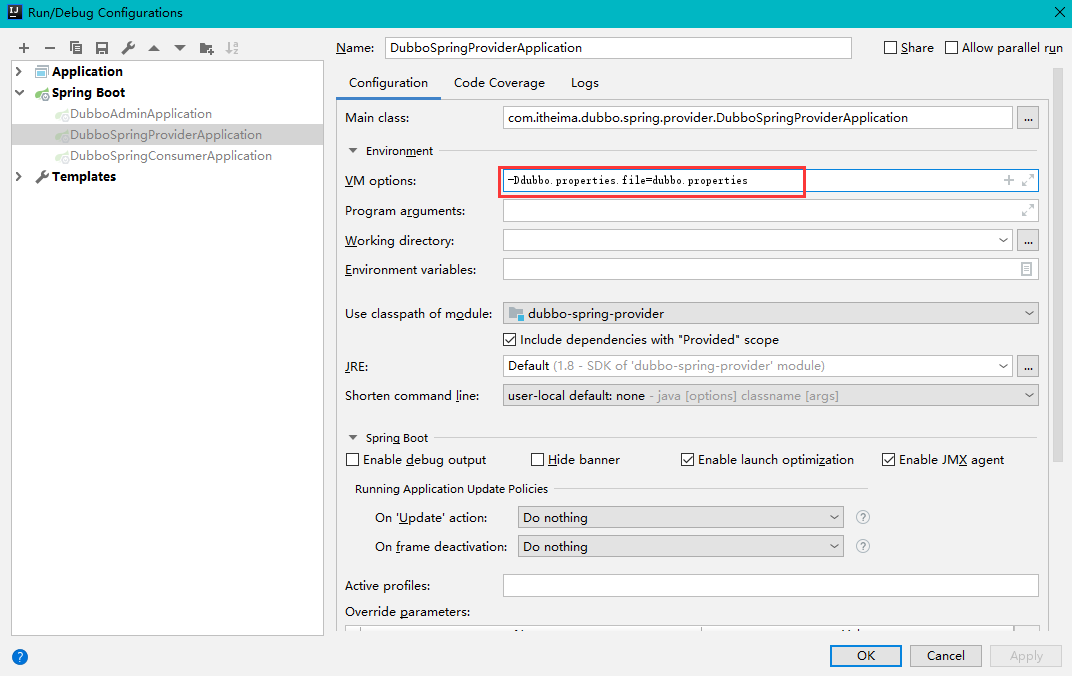 Run/Debug Configurations
Name: DubboSpringProviderApplication
Share
Allow parallel run
Application
Spring Boot
DubboAdminApplication
DubboSpringProviderApplication
DubboSpringConsumerApplication
Templates
Configuration Code Coverage Logs
Main class: com.itheima.dubbo.spring.provider.DubboSpringProviderApplication ...
Environment
VM options: -Ddubbo.properties.file=dubbo.properties
Program arguments:
Working directory: ...
Environment variables:
Use classpath of module: dubbo-spring-provider
Include dependencies with "Provided" scope
JRE: Default (1.8 - SDK of 'dubbo-spring-provider' module) ...
Shorten command line: user-local default: none - java [options] classname [args]
Spring Boot
Enable debug output Hide banner Enable launch optimization Enable JMX agent
Running Application Update Policies
On 'Update' action: Do nothing ?
On frame deactivation: Do nothing ?
Active profiles:
Override parameters:
? OK Cancel Apply